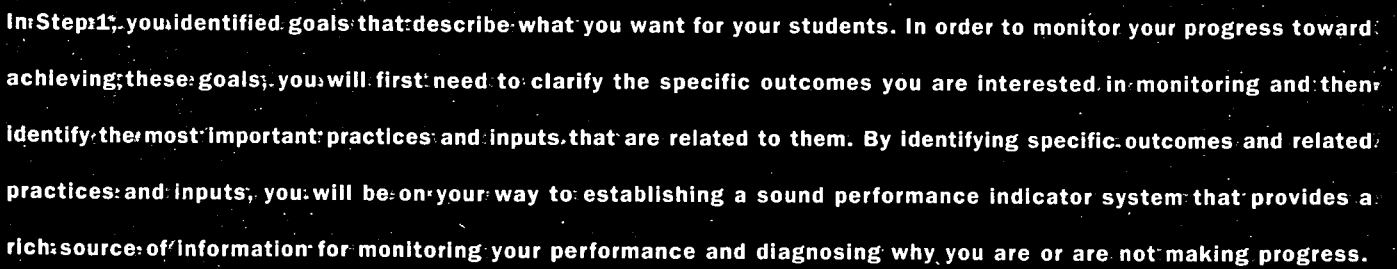 In Step 1, you identified goals that describe what you want for your students. In order to monitor your progress toward
achieving these goals, you will first need to clarify the specific outcomes you are interested in monitoring and then
identify the most important practices and inputs that are related to them. By identifying specific outcomes and related
practices and inputs, you will be on your way to establishing a sound performance indicator system that provides a
rich source of information for monitoring your performance and diagnosing why you are or are not making progress.